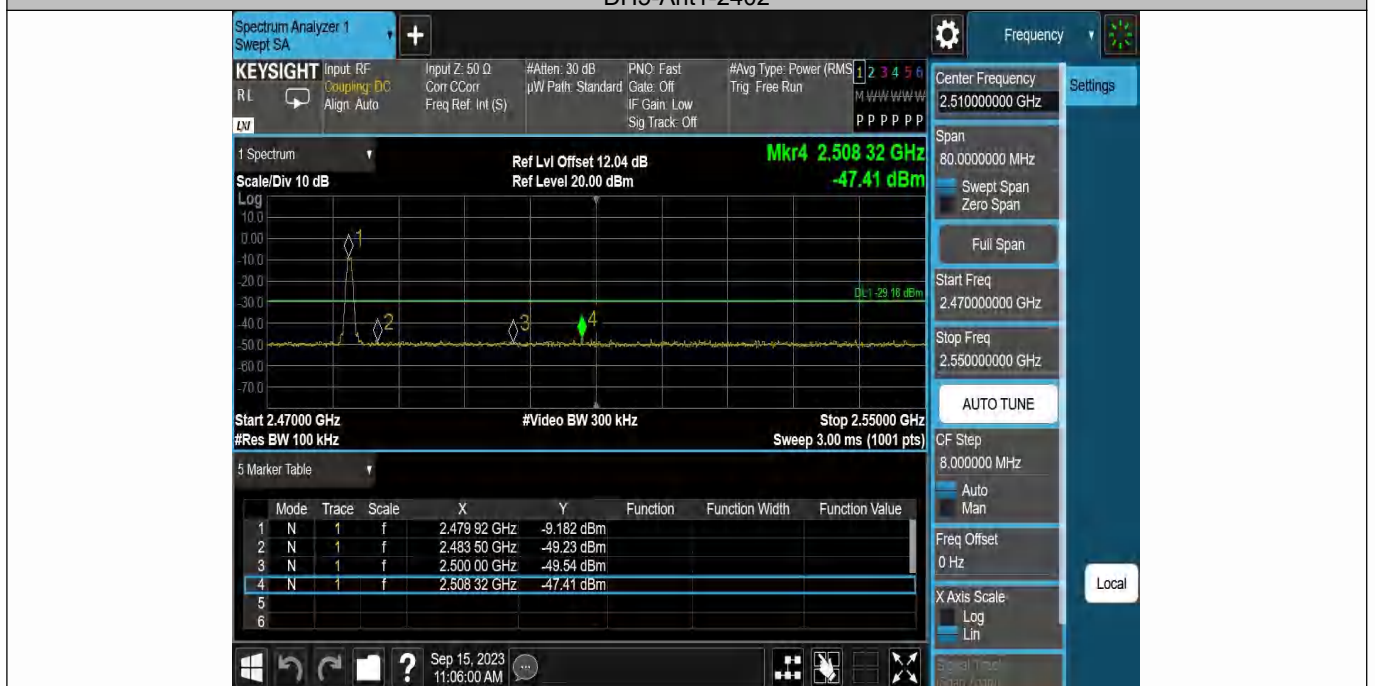 DH5-Ant1-2402
Spectrum Analyzer 1
Swept SA
Frequency
KEYSIGHT
RL
LXI
Input: RF
Coupling: DC
Align: Auto
Input Z: 50 Ω
Corr CCorr
Freq Ref: Int (S)
#Atten: 30 dB
µW Path: Standard
PNO: Fast
Gate: Off
IF Gain: Low
Sig Track: Off
#Avg Type: Power (RMS
Trig: Free Run
1 2 3 4 5 6
M W W W W W
P P P P P P
1 Spectrum
Scale/Div 10 dB
Ref Lvl Offset 12.04 dB
Ref Level 20.00 dBm
Mkr4 2.508 32 GHz
-47.41 dBm
Log
10.0
0.00
-10.0
-20.0
-30.0
-40.0
-50.0
-60.0
-70.0
1
2
3
4
DL1 -29.18 dBm
Start 2.47000 GHz
#Res BW 100 kHz
#Video BW 300 kHz
Stop 2.55000 GHz
Sweep 3.00 ms (1001 pts)
5 Marker Table
Mode Trace Scale X Y Function Function Width Function Value
1 N 1 f 2.479 92 GHz -9.182 dBm
2 N 1 f 2.483 50 GHz -49.23 dBm
3 N 1 f 2.500 00 GHz -49.54 dBm
4 N 1 f 2.508 32 GHz -47.41 dBm
5
6
Sep 15, 2023
11:06:00 AM
Center Frequency
2.510000000 GHz
Settings
Span
80.0000000 MHz
Swept Span
Zero Span
Full Span
Start Freq
2.470000000 GHz
Stop Freq
2.550000000 GHz
AUTO TUNE
CF Step
8.000000 MHz
Auto
Man
Freq Offset
0 Hz
Local
X Axis Scale
Log
Lin